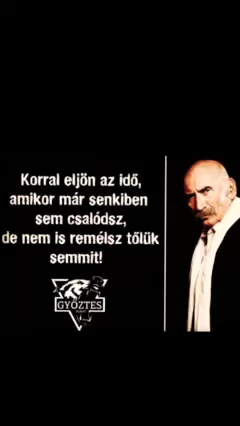 Korral eljön az idő,
amikor már senkiben
sem csalódsz,
de nem is remélsz tőlük
semmit!
GYŐZTES